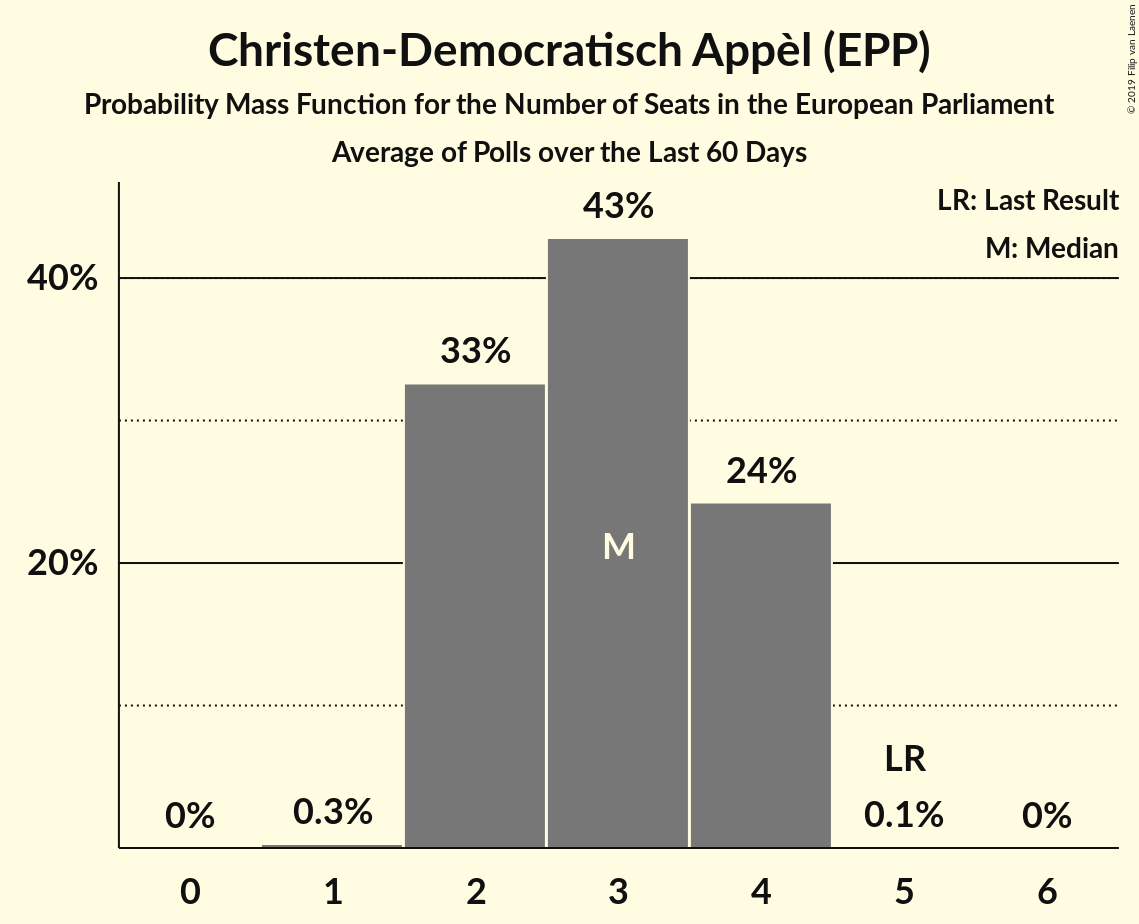 Christen-Democratisch Appèl (EPP)
Probability Mass Function for the Number of Seats in the European Parliament
Average of Polls over the Last 60 Days
© 2019 Filip van Laenen
LR: Last Result
M: Median
43%
40%
33%
24%
M
20%
LR
0% 0.3% 0.1% 0%
0 1 2 3 4 5 6